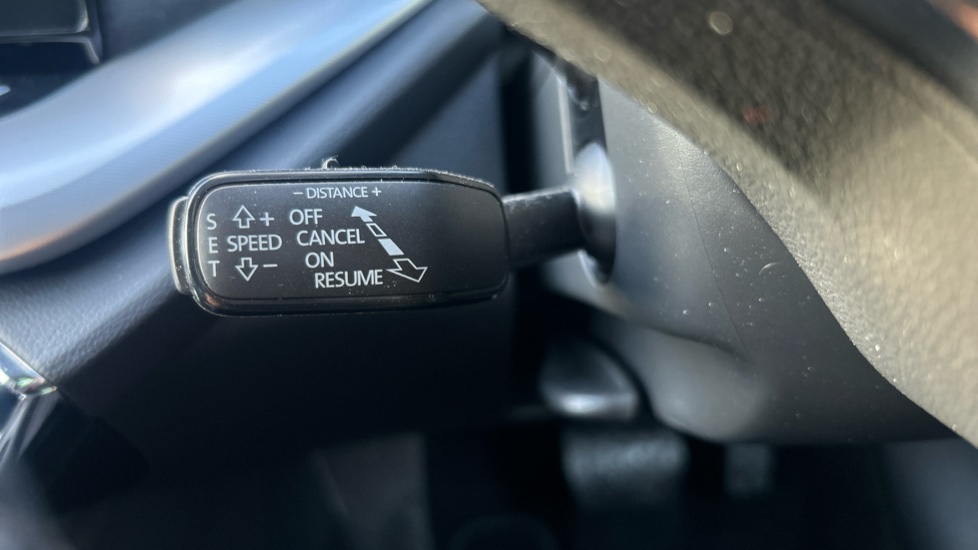 - DISTANCE +
S + OFF
E SPEED CANCEL
T - ON
RESUME